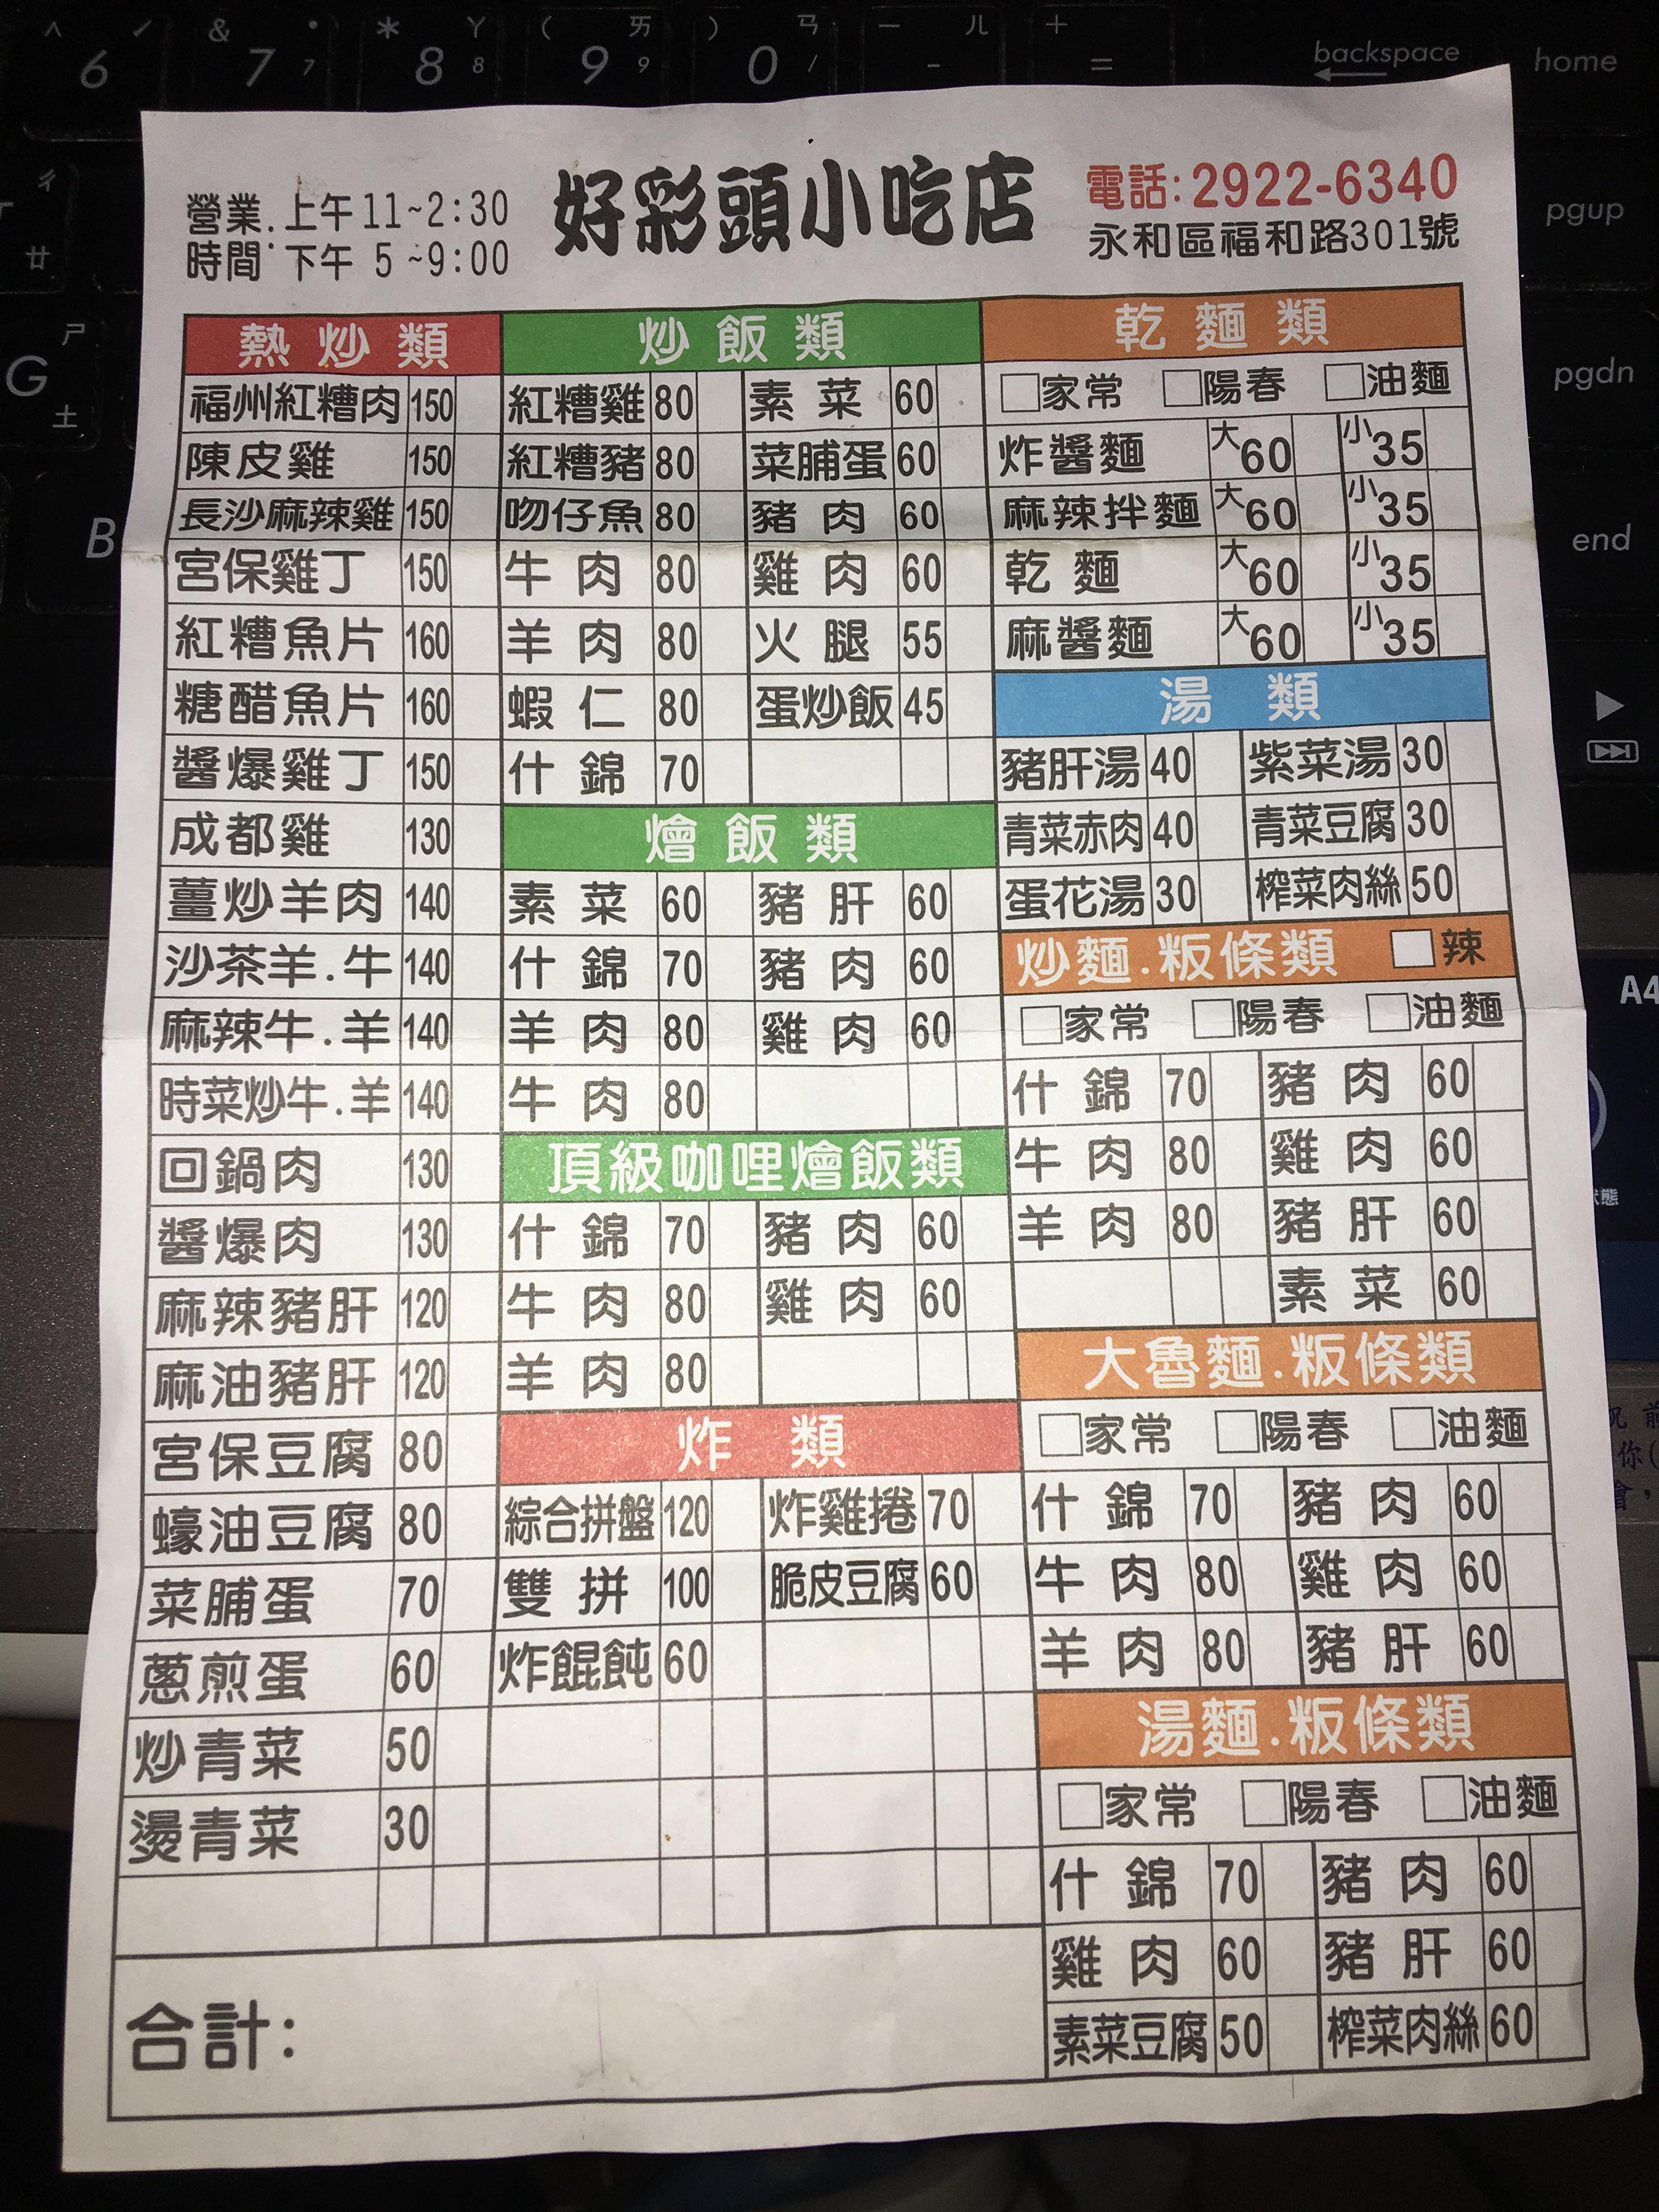 營業時間: 上午11~2:30
下午 5 ~9:00
好彩頭小吃店
電話:2922-6340
永和區福和路301號
熱炒類
福州紅糟肉 150
陳皮雞 150
長沙麻辣雞 150
宮保雞丁 150
紅糟魚片 160
糖醋魚片 160
醬爆雞丁 150
成都雞 130
薑炒羊肉 140
沙茶羊.牛 140
麻辣牛.羊 140
時菜炒牛.羊 140
回鍋肉 130
醬爆肉 130
麻辣豬肝 120
麻油豬肝 120
宮保豆腐 80
蠔油豆腐 80
菜脯蛋 70
蔥煎蛋 60
炒青菜 50
燙青菜 30
炒飯類
紅糟雞 80 素菜 60
紅糟豬 80 菜脯蛋 60
吻仔魚 80 豬肉 60
牛肉 80 雞肉 60
羊肉 80 火腿 55
蝦仁 80 蛋炒飯 45
什錦 70
燴飯類
素菜 60 豬肝 60
什錦 70 豬肉 60
羊肉 80 雞肉 60
牛肉 80
頂級咖哩燴飯類
什錦 70 豬肉 60
牛肉 80 雞肉 60
羊肉 80
炸類
綜合拼盤 120 炸雞捲 70
雙拼 100 脆皮豆腐 60
炸餛飩 60
乾麵類
□家常 □陽春 □油麵
炸醬麵 大60 小35
麻辣拌麵 大60 小35
乾麵 大60 小35
麻醬麵 大60 小35
湯類
豬肝湯 40 紫菜湯 30
青菜赤肉 40 青菜豆腐 30
蛋花湯 30 榨菜肉絲 50
炒麵.粄條類 □辣
□家常 □陽春 □油麵
什錦 70 豬肉 60
牛肉 80 雞肉 60
羊肉 80 豬肝 60
素菜 60
大魯麵.粄條類
□家常 □陽春 □油麵
什錦 70 豬肉 60
牛肉 80 雞肉 60
羊肉 80 豬肝 60
湯麵.粄條類
□家常 □陽春 □油麵
什錦 70 豬肉 60
雞肉 60 豬肝 60
素菜豆腐 50 榨菜肉絲 60
合計:
backspace
home
pgup
pgdn
end
6
& 7 7
* 8 ㄚ 8
( 9 ㄞ 9
) 0 ㄢ /
- ㄦ
+ =
G ㄕ 土
B
A4